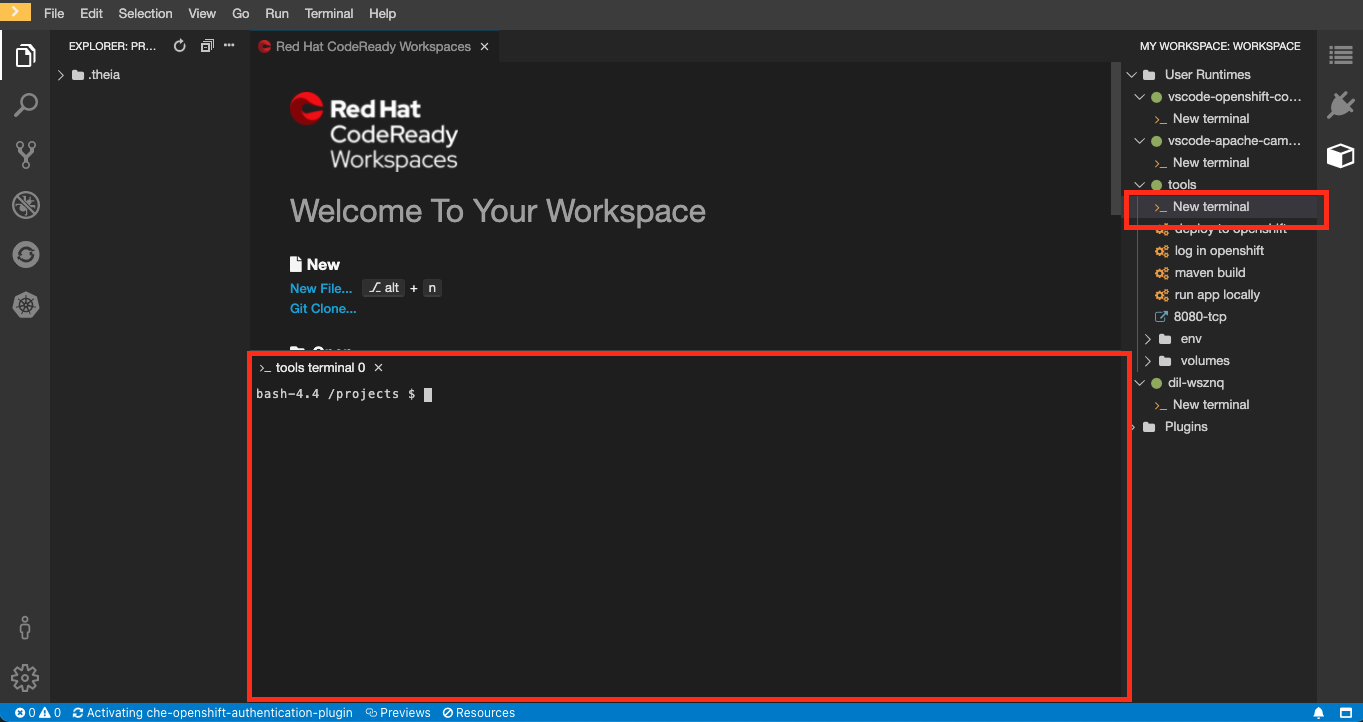 File Edit Selection View Go Run Terminal Help
EXPLORER: PR...
.theia
Red Hat CodeReady Workspaces
Red Hat
CodeReady
Workspaces
Welcome To Your Workspace
New
New File... alt + n
Git Clone...
Open
>_ tools terminal 0
bash-4.4 /projects $
MY WORKSPACE: WORKSPACE
User Runtimes
vscode-openshift-co...
>_ New terminal
vscode-apache-cam...
>_ New terminal
tools
>_ New terminal
deploy to openshift
log in openshift
maven build
run app locally
8080-tcp
env
volumes
dil-wsznq
>_ New terminal
Plugins
0 0 Activating che-openshift-authentication-plugin Previews Resources